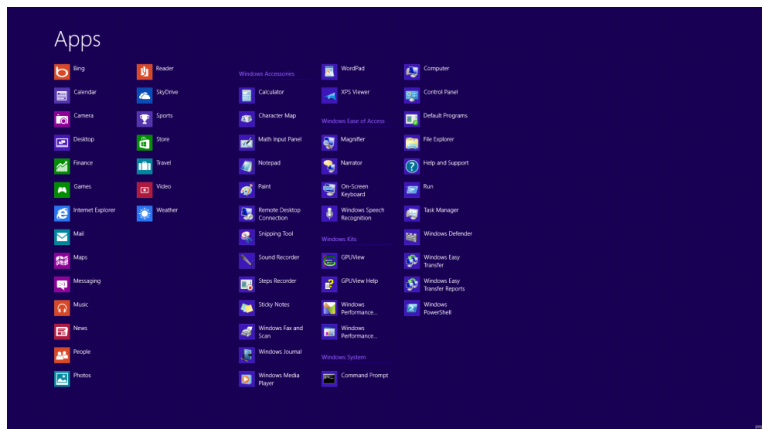 Apps
Bing
Calendar
Camera
Desktop
Finance
Games
Internet Explorer
Mail
Maps
Messaging
Music
News
People
Photos
Reader
SkyDrive
Sports
Store
Travel
Video
Weather
Windows Accessories
Calculator
Character Map
Math Input Panel
Notepad
Paint
Remote Desktop
Connection
Snipping Tool
Sound Recorder
Steps Recorder
Sticky Notes
Windows Fax and
Scan
Windows Journal
Windows Media
Player
WordPad
XPS Viewer
Windows Ease of Access
Magnifier
Narrator
On-Screen
Keyboard
Windows Speech
Recognition
Windows Kits
GPUView
GPUView Help
Windows
Performance...
Windows
Performance...
Windows System
Command Prompt
Computer
Control Panel
Default Programs
File Explorer
Help and Support
Run
Task Manager
Windows Defender
Windows Easy
Transfer
Windows Easy
Transfer Reports
Windows
PowerShell